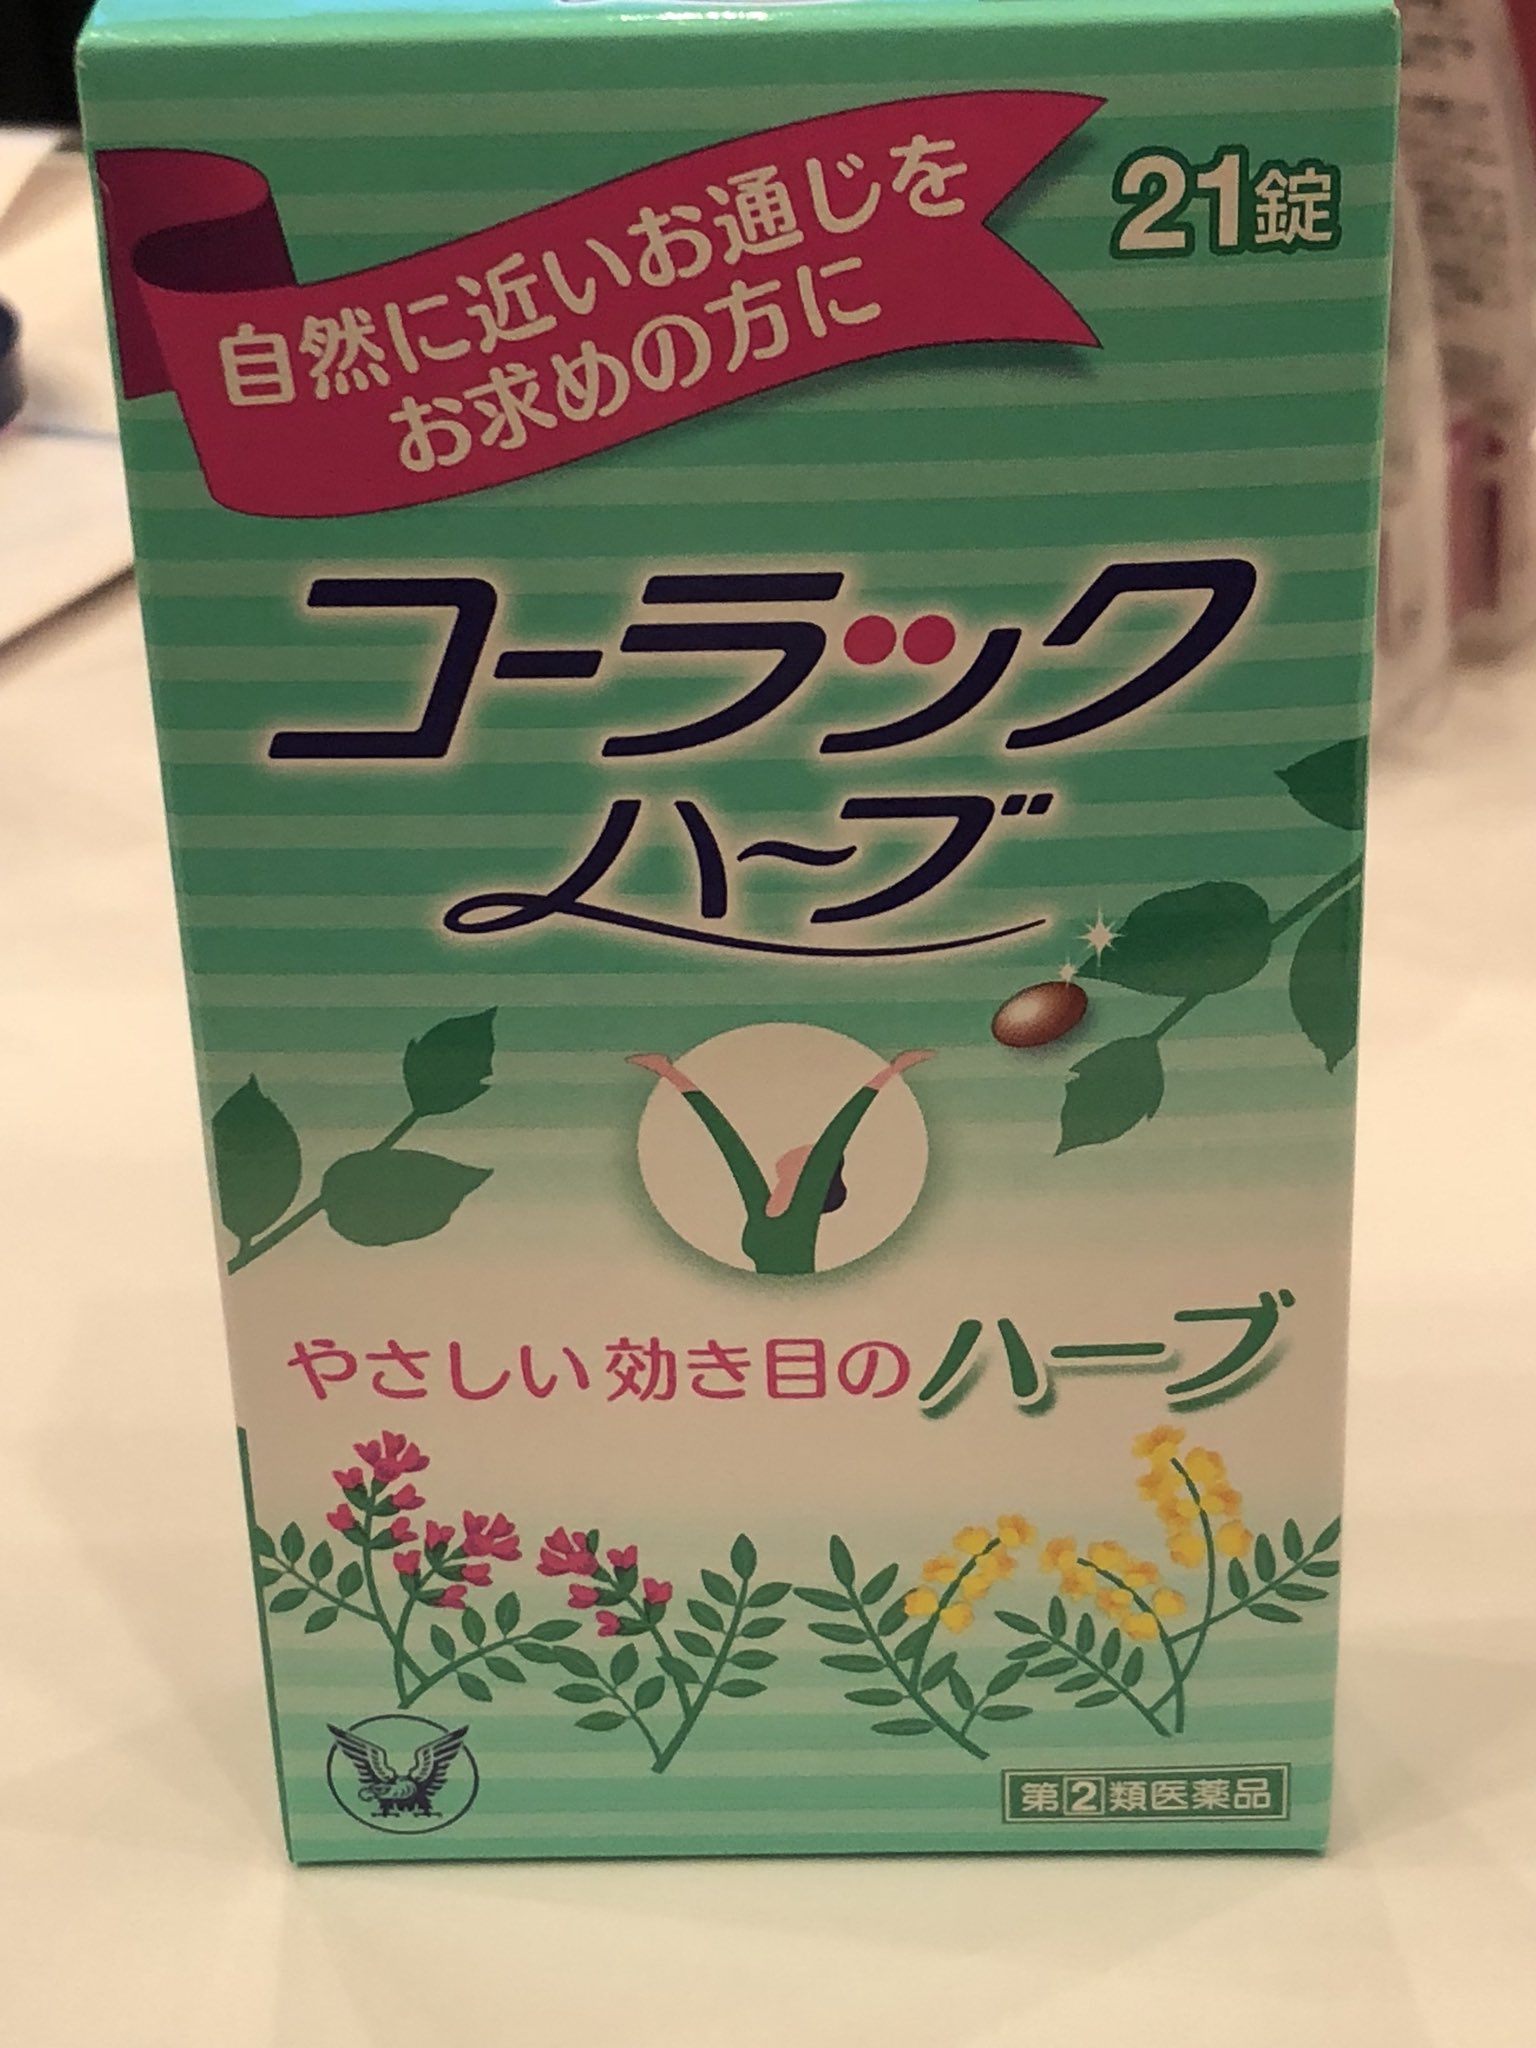 自然に近いお通じを
お求めの方に
21錠
コーラック
ハーブ
やさしい効き目のハーブ
第2類医薬品